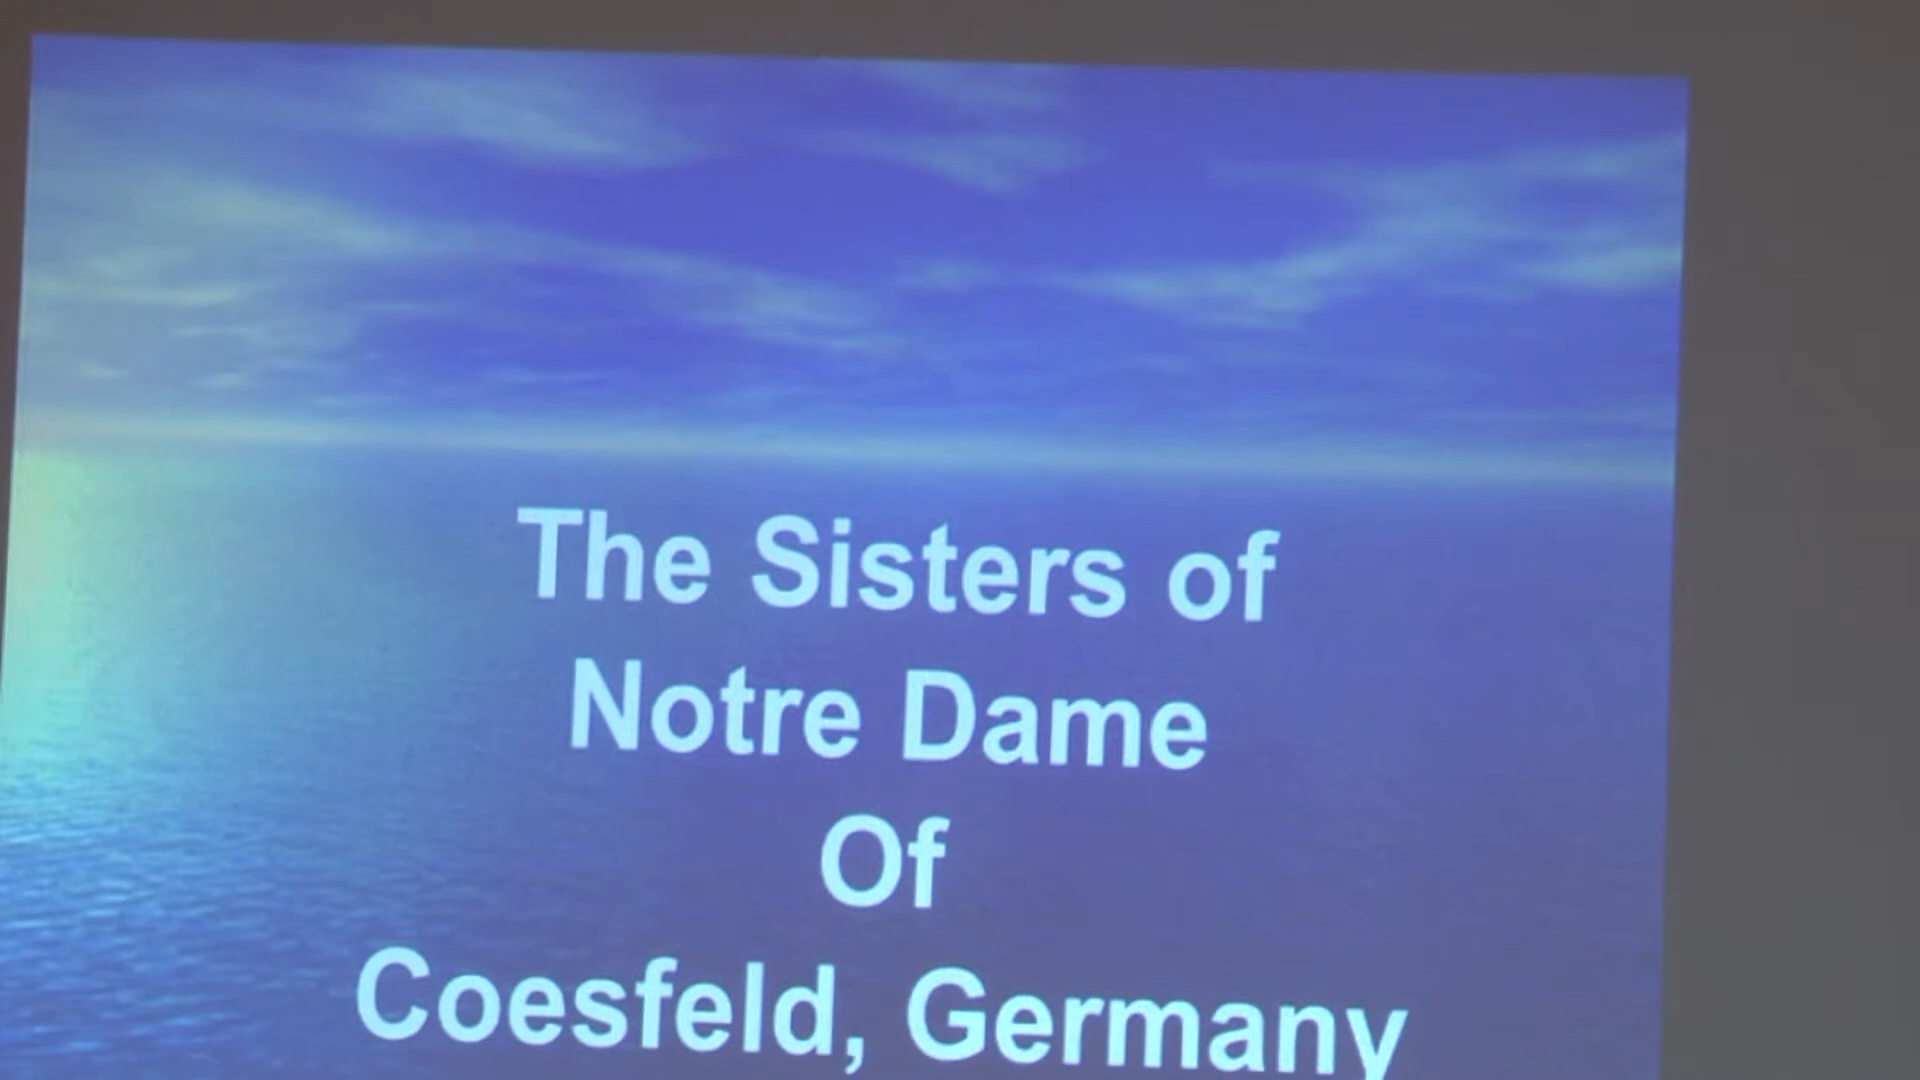 The Sisters of
Notre Dame
Of
Coesfeld, Germany